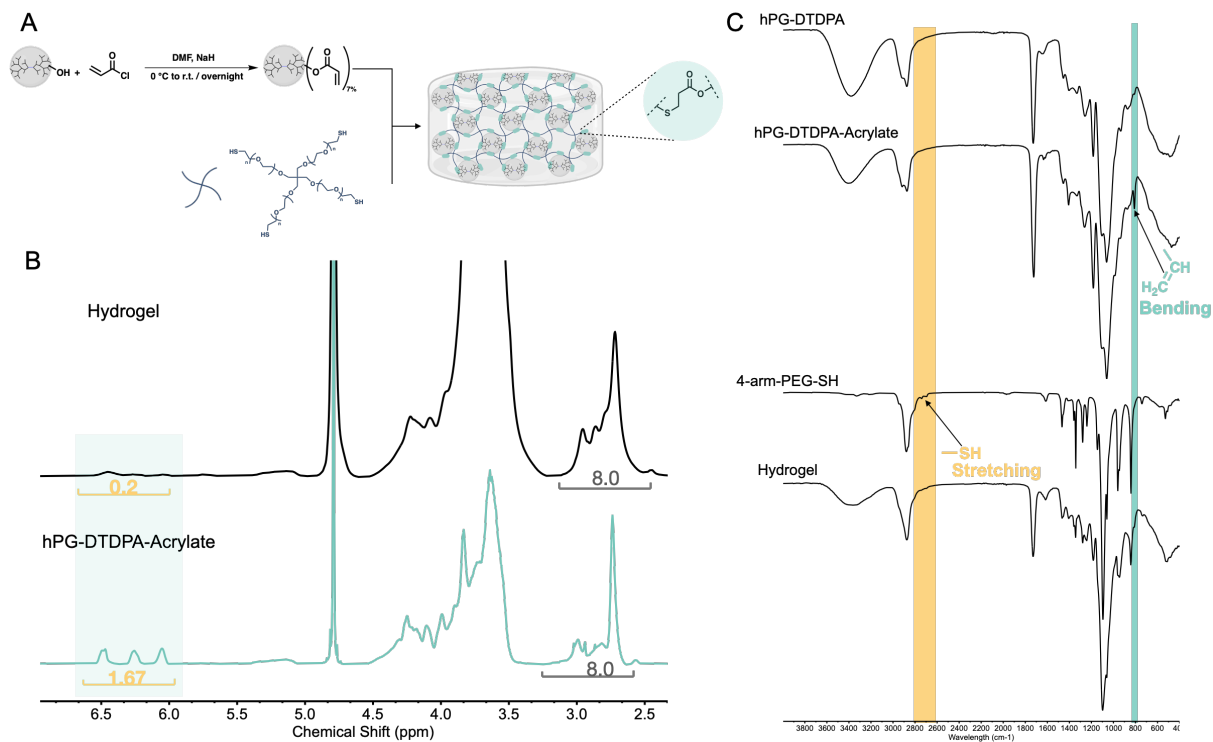 A
OH
+
O
Cl
DMF, NaH
0 °C to r.t. / overnight
O
O
7%
O
O
S
HS
SH
O
O
n
n
O
O
O
O
n
n
O
O
HS
SH
B
Hydrogel
0.2
8.0
hPG-DTDPA-Acrylate
1.67
8.0
6.5 6.0 5.5 5.0 4.5 4.0 3.5 3.0 2.5
Chemical Shift (ppm)
C
hPG-DTDPA
hPG-DTDPA-Acrylate
CH
H2C
Bending
4-arm-PEG-SH
—SH
Stretching
Hydrogel
3800 3600 3400 3200 3000 2800 2600 2400 2200 2000 1800 1600 1400 1200 1000 800 600 40
Wavelength (cm-1)